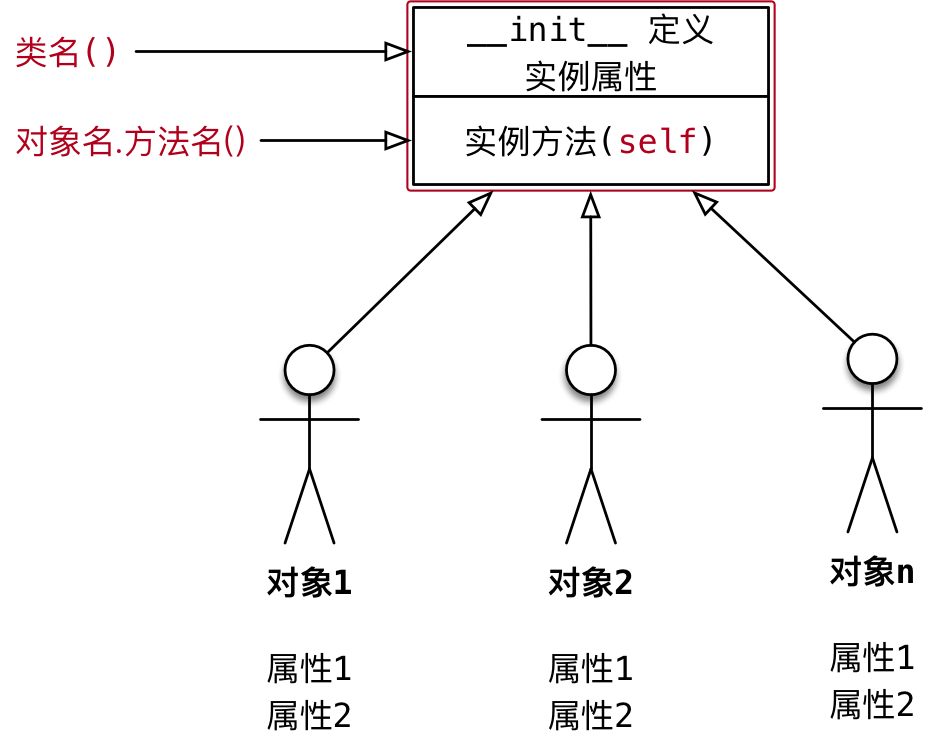 类名()
__init__ 定义
实例属性
对象名.方法名()
实例方法(self)
对象1
对象2
对象n
属性1
属性2
属性1
属性2
属性1
属性2